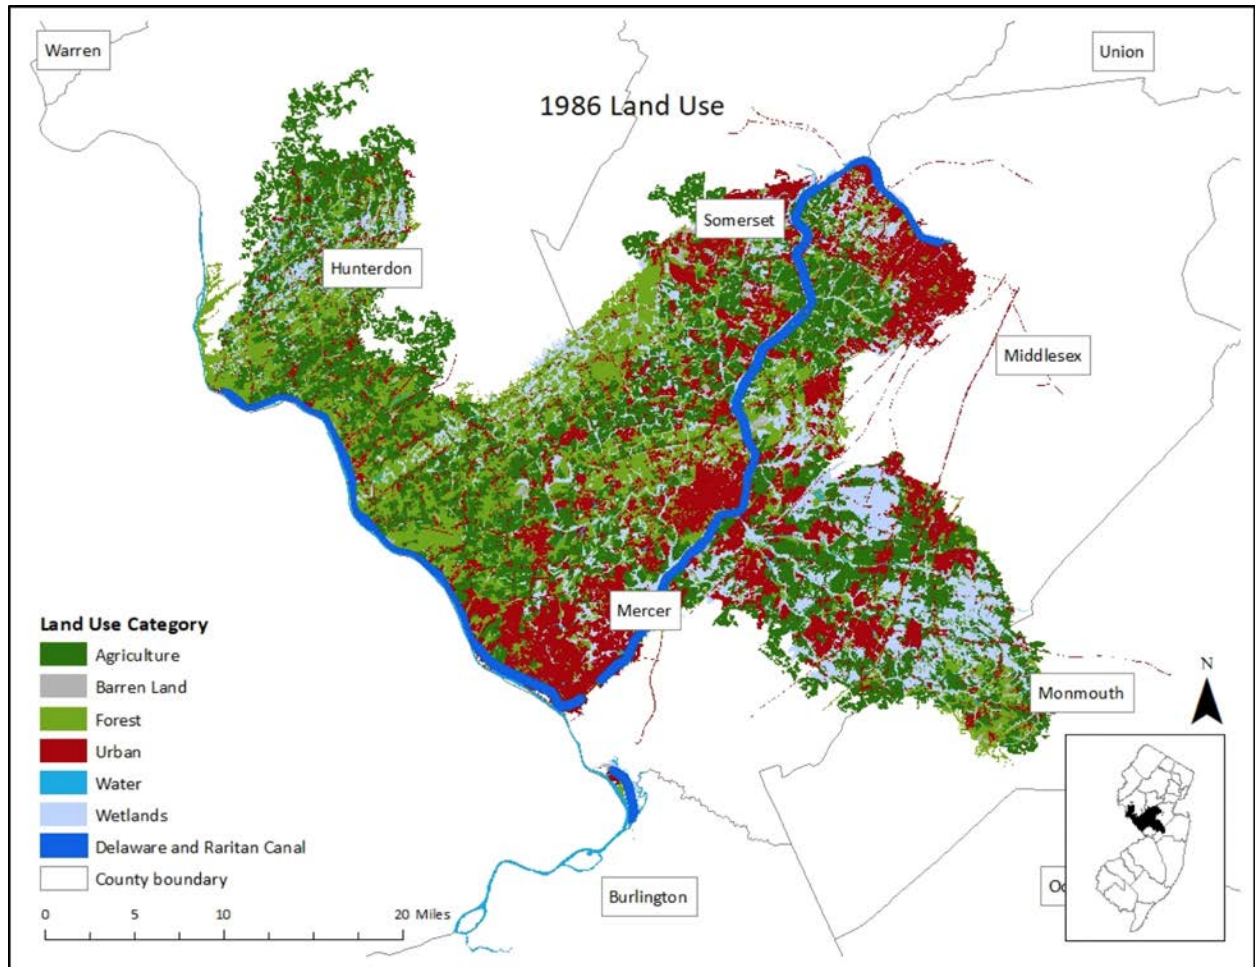 Warren
Union
1986 Land Use
Somerset
Hunterdon
Middlesex
Mercer
Monmouth
Land Use Category
Agriculture
Barren Land
Forest
Urban
Water
Wetlands
Delaware and Raritan Canal
County boundary
0 5 10 20 Miles
Burlington
N